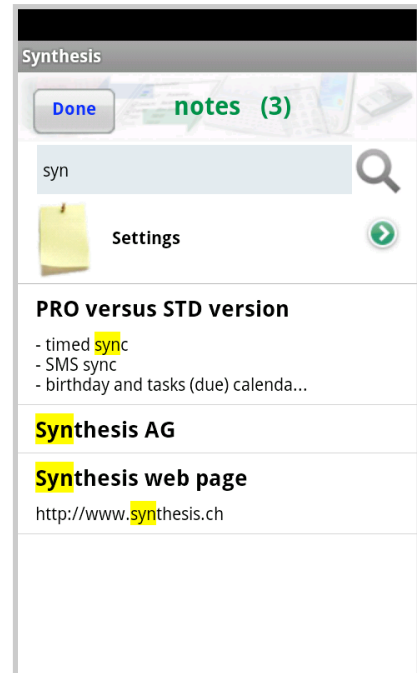 Synthesis
Done notes (3)
syn
Settings
PRO versus STD version
- timed sync
- SMS sync
- birthday and tasks (due) calenda...
Synthesis AG
Synthesis web page
http://www.synthesis.ch